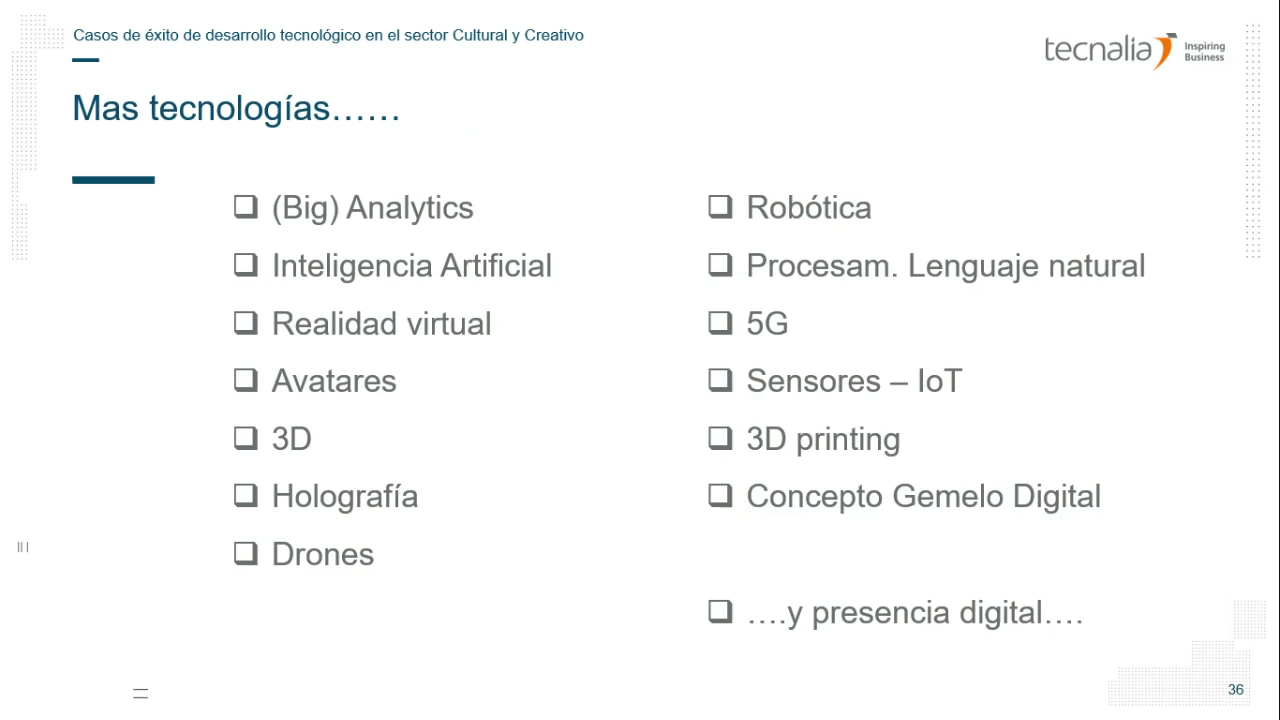 Casos de éxito de desarrollo tecnológico en el sector Cultural y Creativo
tecnalia Inspiring Business
Mas tecnologías……
(Big) Analytics
Inteligencia Artificial
Realidad virtual
Avatares
3D
Holografía
Drones
Robótica
Procesam. Lenguaje natural
5G
Sensores – IoT
3D printing
Concepto Gemelo Digital
….y presencia digital….
36